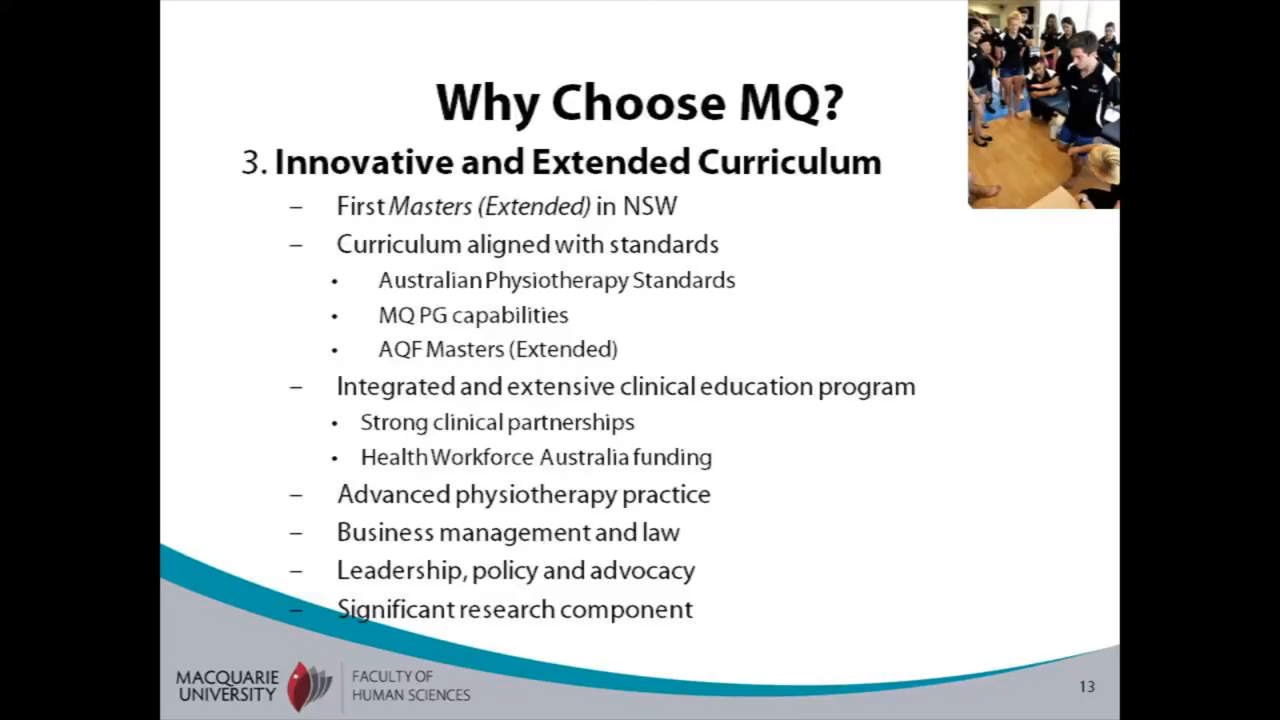 Why Choose MQ?
3. Innovative and Extended Curriculum
– First Masters (Extended) in NSW
– Curriculum aligned with standards
• Australian Physiotherapy Standards
• MQ PG capabilities
• AQF Masters (Extended)
– Integrated and extensive clinical education program
• Strong clinical partnerships
• Health Workforce Australia funding
– Advanced physiotherapy practice
– Business management and law
– Leadership, policy and advocacy
– Significant research component
MACQUARIE
UNIVERSITY
FACULTY OF
HUMAN SCIENCES
13